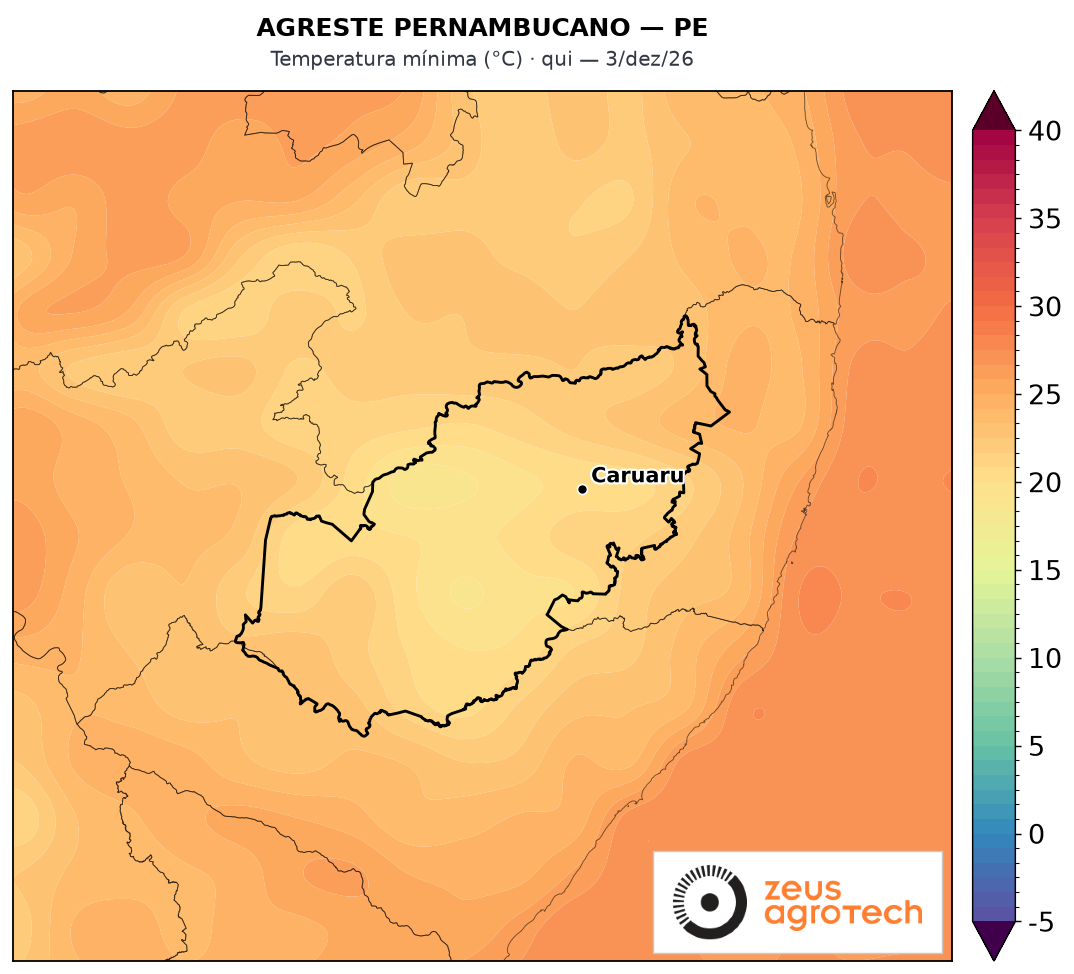 AGRESTE PERNAMBUCANO — PE
Temperatura mínima (°C) · qui — 3/dez/26
Caruaru
40
35
30
25
20
15
10
5
0
-5
zeus
agrotech